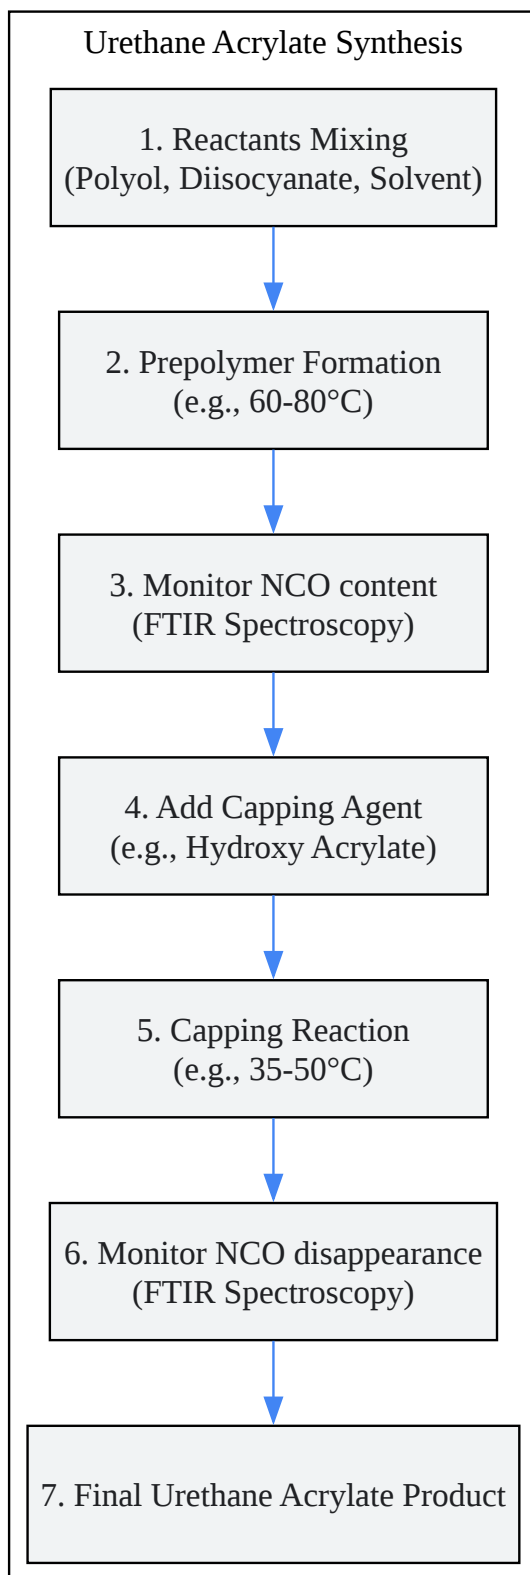 Urethane Acrylate Synthesis
1. Reactants Mixing
(Polyol, Diisocyanate, Solvent)
2. Prepolymer Formation
(e.g., 60-80°C)
3. Monitor NCO content
(FTIR Spectroscopy)
4. Add Capping Agent
(e.g., Hydroxy Acrylate)
5. Capping Reaction
(e.g., 35-50°C)
6. Monitor NCO disappearance
(FTIR Spectroscopy)
7. Final Urethane Acrylate Product